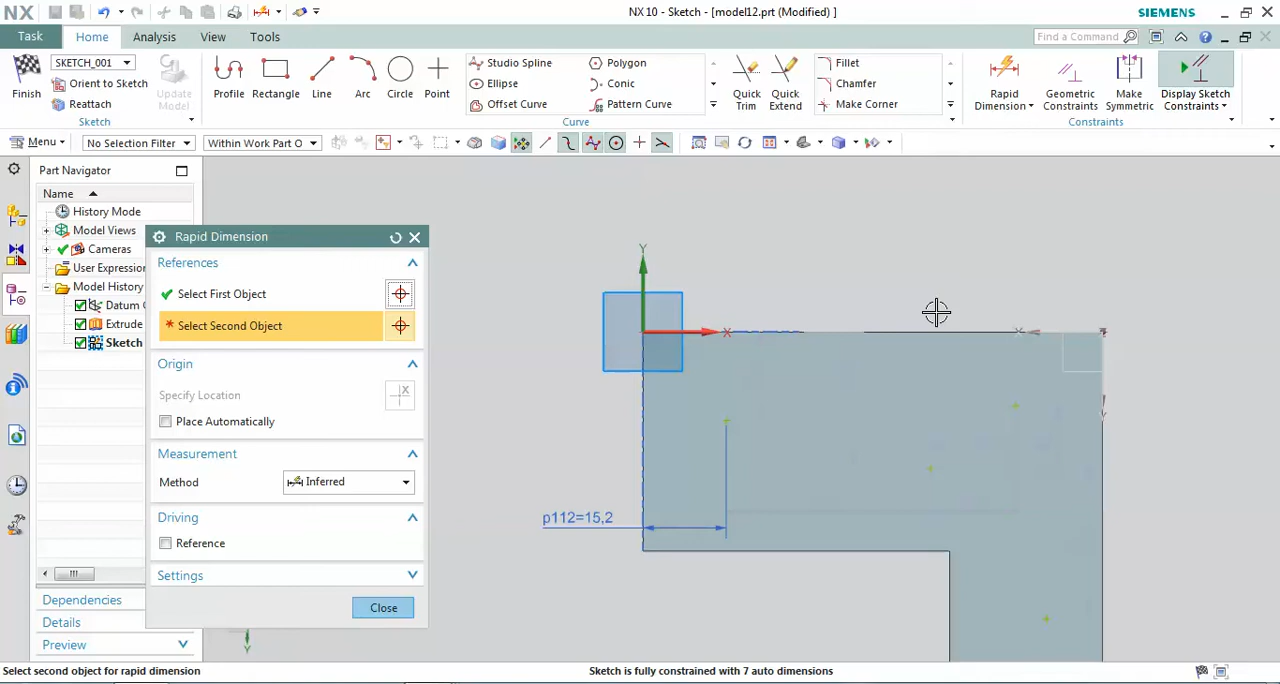 NX
NX 10 - Sketch - [model12.prt (Modified) ]
SIEMENS
Task
Home
Analysis
View
Tools
Find a Command
Finish
SKETCH_001
Orient to Sketch
Reattach
Update
Model
Sketch
Profile
Rectangle
Line
Arc
Circle
Point
Studio Spline
Ellipse
Offset Curve
Polygon
Conic
Pattern Curve
Quick
Trim
Quick
Extend
Fillet
Chamfer
Make Corner
Curve
Rapid
Dimension
Geometric
Constraints
Make
Symmetric
Display Sketch
Constraints
Constraints
Menu
No Selection Filter
Within Work Part O
Part Navigator
Name
History Mode
Model Views
Cameras
User Expression
Model History
Datum
Extrude
Sketch
Dependencies
Details
Preview
Rapid Dimension
References
Select First Object
* Select Second Object
Origin
Specify Location
Place Automatically
Measurement
Method
Inferred
Driving
Reference
Settings
Close
Y
X
X
p112=15,2
Y
Select second object for rapid dimension
Sketch is fully constrained with 7 auto dimensions